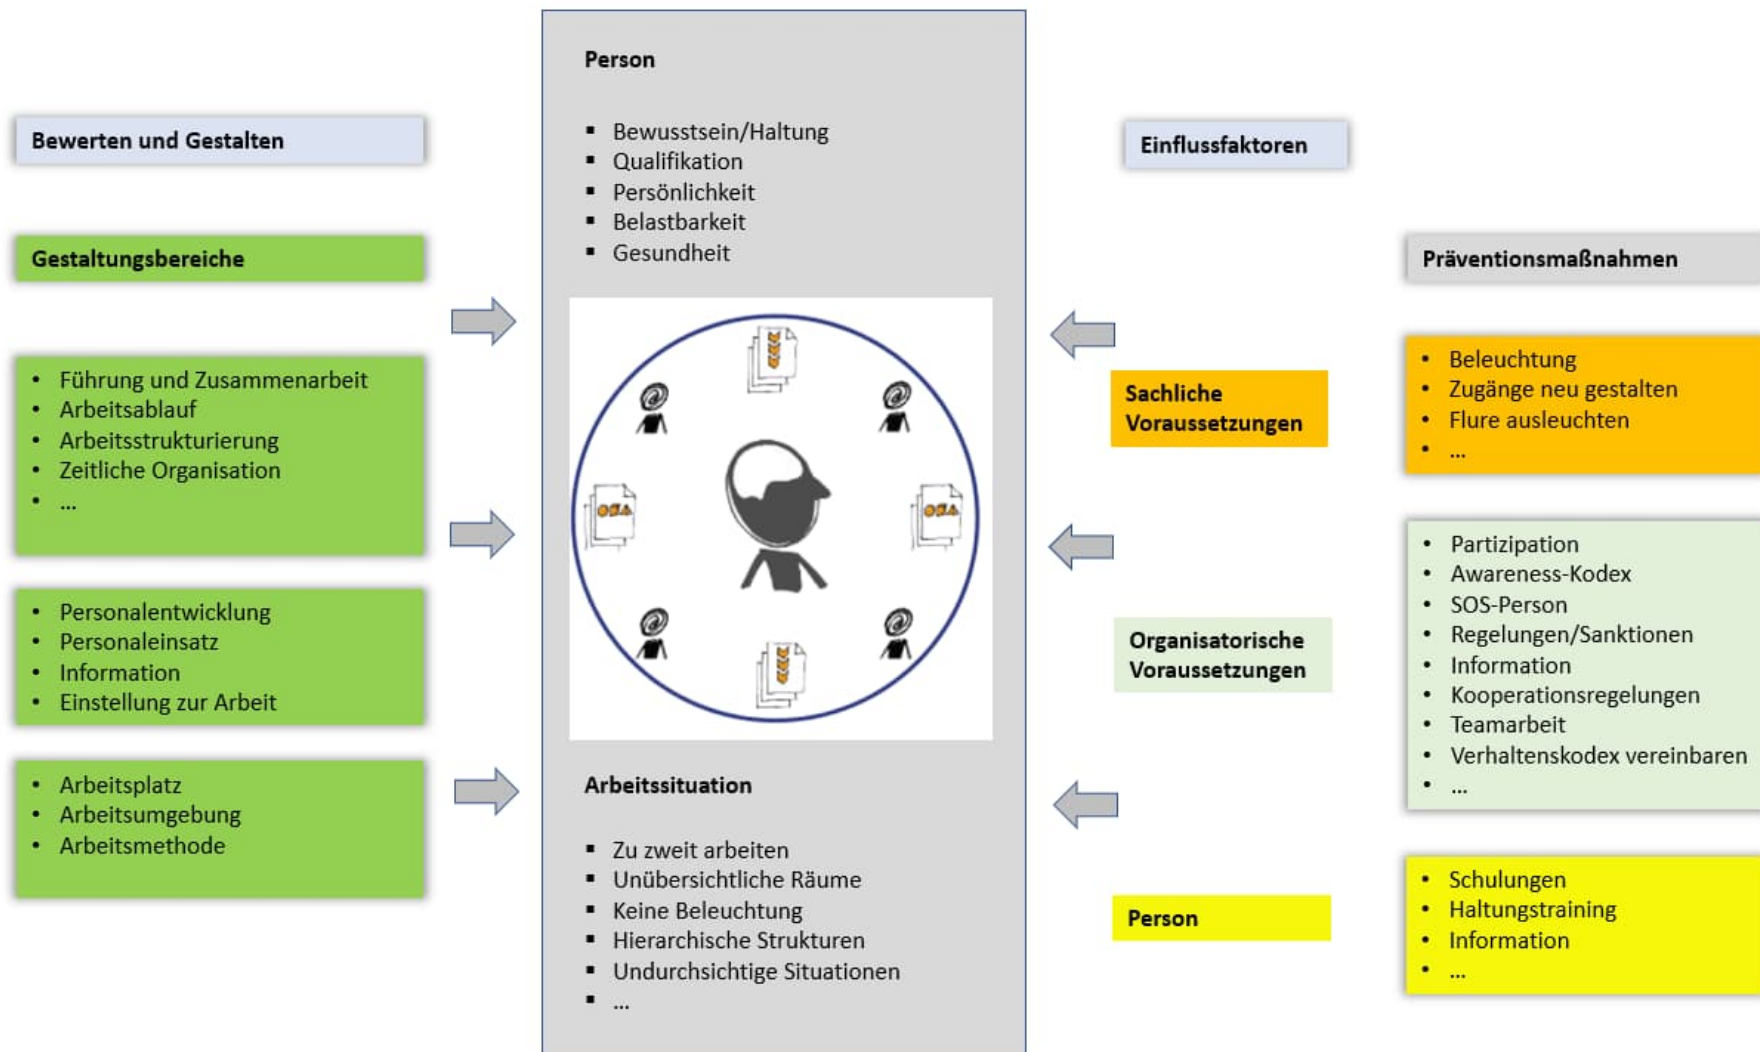 Bewerten und Gestalten
Gestaltungsbereiche
• Führung und Zusammenarbeit
• Arbeitsablauf
• Arbeitsstrukturierung
• Zeitliche Organisation
• ...
• Personalentwicklung
• Personaleinsatz
• Information
• Einstellung zur Arbeit
• Arbeitsplatz
• Arbeitsumgebung
• Arbeitsmethode
Person
▪ Bewusstsein/Haltung
▪ Qualifikation
▪ Persönlichkeit
▪ Belastbarkeit
▪ Gesundheit
Arbeitssituation
▪ Zu zweit arbeiten
▪ Unübersichtliche Räume
▪ Keine Beleuchtung
▪ Hierarchische Strukturen
▪ Undurchsichtige Situationen
▪ ...
Einflussfaktoren
Sachliche
Voraussetzungen
Organisatorische
Voraussetzungen
Person
Präventionsmaßnahmen
• Beleuchtung
• Zugänge neu gestalten
• Flure ausleuchten
• ...
• Partizipation
• Awareness-Kodex
• SOS-Person
• Regelungen/Sanktionen
• Information
• Kooperationsregelungen
• Teamarbeit
• Verhaltenskodex vereinbaren
• ...
• Schulungen
• Haltungstraining
• Information
• ...